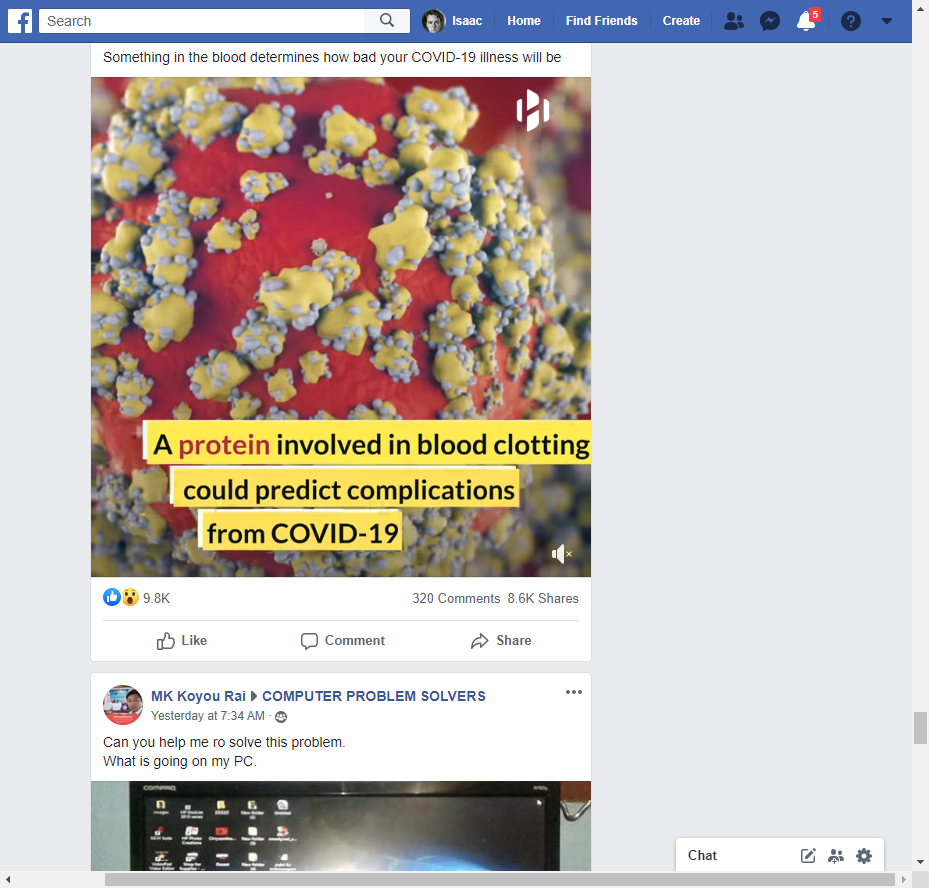 Search
Isaac
Home
Find Friends
Create
5
Something in the blood determines how bad your COVID-19 illness will be
A protein involved in blood clotting
could predict complications
from COVID-19
9.8K
320 Comments 8.6K Shares
Like
Comment
Share
MK Koyou Rai COMPUTER PROBLEM SOLVERS
Yesterday at 7:34 AM ·
Can you help me ro solve this problem.
What is going on my PC.
COMPAQ
Chat